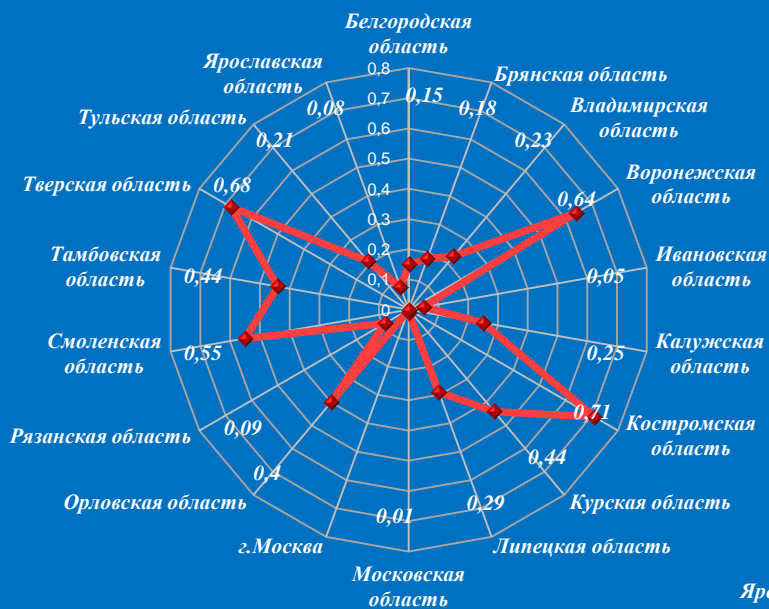 Белгородская
область
Брянская область
Владимирская
область
Воронежская
область
Ивановская
область
Калужская
область
Костромская
область
Курская область
Липецкая область
Московская
область
г.Москва
Орловская область
Рязанская область
Смоленская
область
Тамбовская
область
Тверская область
Тульская область
Ярославская
область
0,8
0,7
0,6
0,5
0,4
0,3
0,2
0,1
0
0,15
0,18
0,23
0,64
0,05
0,25
0,71
0,44
0,29
0,01
0,4
0,09
0,55
0,44
0,68
0,21
0,08